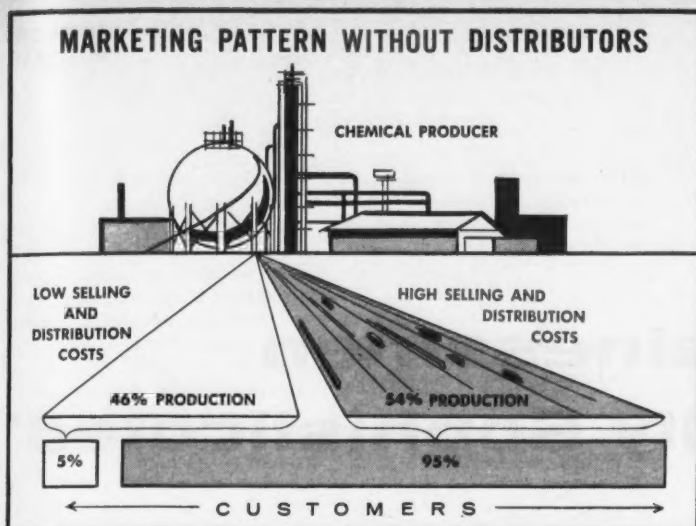 MARKETING PATTERN WITHOUT DISTRIBUTORS
CHEMICAL PRODUCER
LOW SELLING
AND
DISTRIBUTION
COSTS
HIGH SELLING AND
DISTRIBUTION
COSTS
46% PRODUCTION
54% PRODUCTION
5%
95%
CUSTOMERS